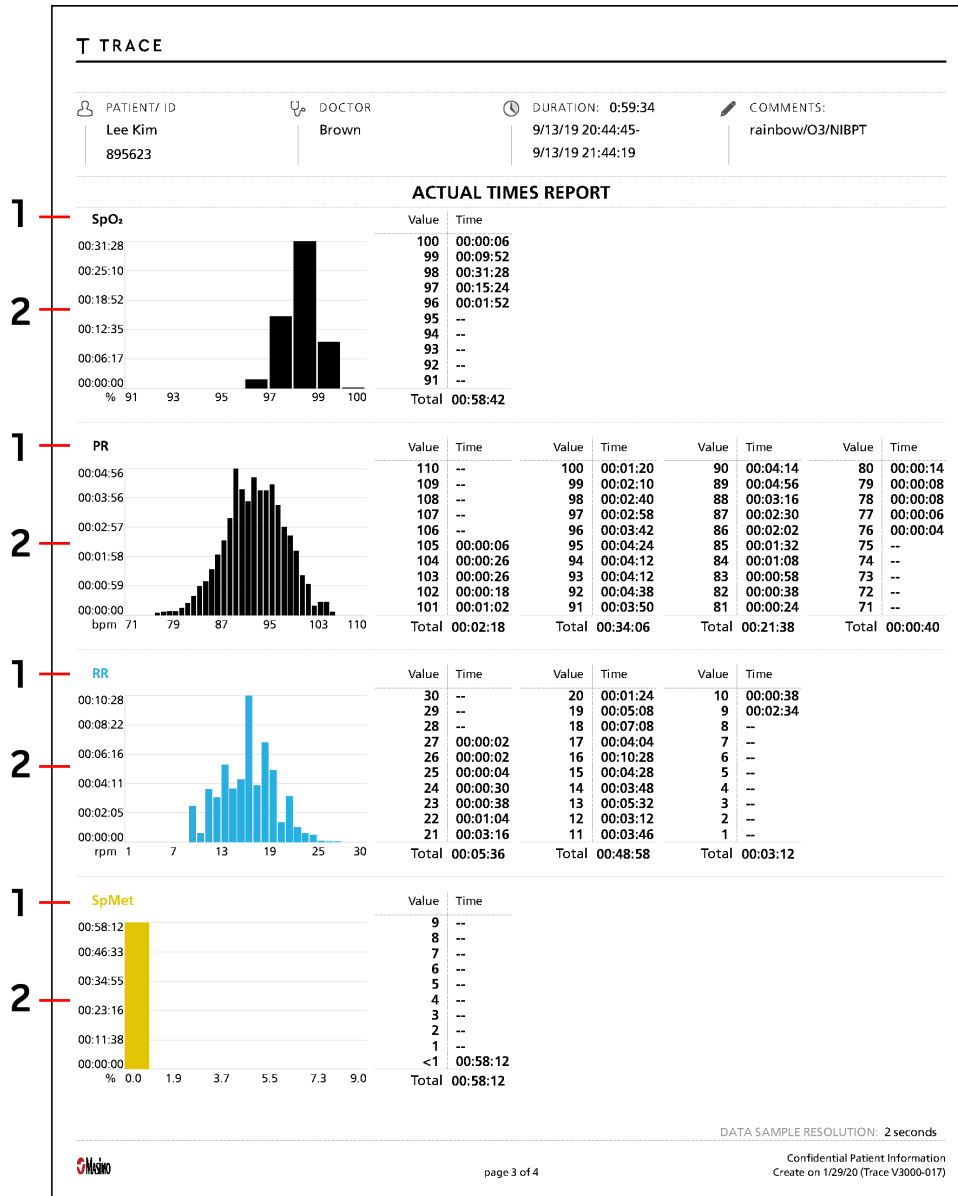 T TRACE
PATIENT/ ID DOCTOR DURATION: 0:59:34 COMMENTS:
Lee Kim Brown 9/13/19 20:44:45- rainbow/O3/NIBPT
895623 9/13/19 21:44:19
ACTUAL TIMES REPORT
1 SpO₂ Value Time
00:31:28 100 00:00:06
00:25:10 99 00:09:52
98 00:31:28
2 00:18:52 97 00:15:24
96 00:01:52
00:12:35 95 --
94 --
00:06:17 93 --
92 --
00:00:00 91 --
% 91 93 95 97 99 100 Total 00:58:42
1 PR Value Time Value Time Value Time Value Time
00:04:56 110 -- 100 00:01:20 90 00:04:14 80 00:00:14
109 -- 99 00:02:10 89 00:04:56 79 00:00:08
00:03:56 108 -- 98 00:02:40 88 00:03:16 78 00:00:08
107 -- 97 00:02:58 87 00:02:30 77 00:00:06
00:02:57 106 -- 96 00:03:42 86 00:02:02 76 00:00:04
2 105 00:00:06 95 00:04:24 85 00:01:32 75 --
00:01:58 104 00:00:26 94 00:04:12 84 00:01:08 74 --
103 00:00:26 93 00:04:12 83 00:00:58 73 --
00:00:59 102 00:00:18 92 00:04:38 82 00:00:38 72 --
00:00:00 101 00:01:02 91 00:03:50 81 00:00:24 71 --
bpm 71 79 87 95 103 110 Total 00:02:18 Total 00:34:06 Total 00:21:38 Total 00:00:40
1 RR Value Time Value Time Value Time
00:10:28 30 -- 20 00:01:24 10 00:00:38
29 -- 19 00:05:08 9 00:02:34
00:08:22 28 -- 18 00:07:08 8 --
27 00:00:02 17 00:04:04 7 --
00:06:16 26 00:00:02 16 00:10:28 6 --
2 25 00:00:04 15 00:04:28 5 --
00:04:11 24 00:00:30 14 00:03:48 4 --
23 00:00:38 13 00:05:32 3 --
00:02:05 22 00:01:04 12 00:03:12 2 --
00:00:00 21 00:03:16 11 00:03:46 1 --
rpm 1 7 13 19 25 30 Total 00:05:36 Total 00:48:58 Total 00:03:12
1 SpMet Value Time
00:58:12 9 --
8 --
00:46:33 7 --
6 --
00:34:55 5 --
2 4 --
00:23:16 3 --
2 --
00:11:38 1 --
00:00:00 <1 00:58:12
% 0.0 1.9 3.7 5.5 7.3 9.0 Total 00:58:12
DATA SAMPLE RESOLUTION: 2 seconds
Confidential Patient Information
page 3 of 4 Create on 1/29/20 (Trace V3000-017)